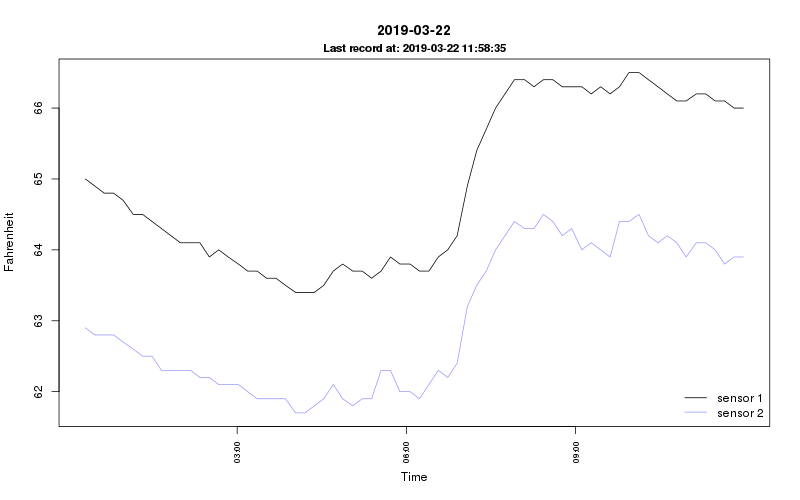 2019-03-22
Last record at: 2019-03-22 11:58:35
Fahrenheit
66
65
64
63
62
sensor 1
sensor 2
03:00
06:00
09:00
Time